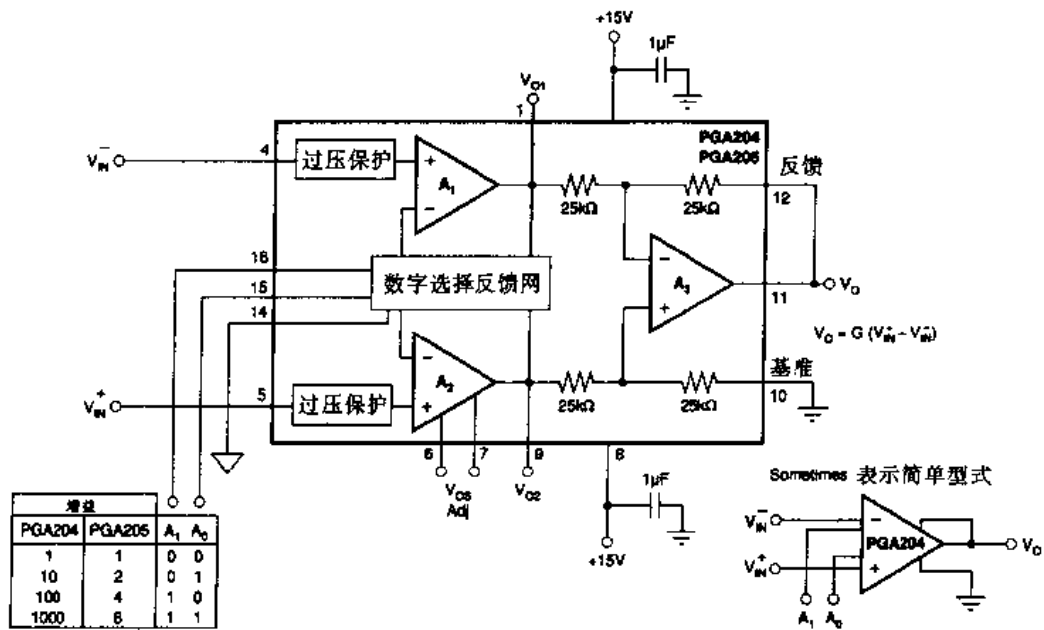 +15V
1μF
V_O1
1
PGA204
PGA205
V_IN^-
4
过压保护
+
A_1
−
25kΩ
25kΩ
反馈
12
16
15
14
数字选择反馈网
−
A_3
+
11
V_O
V_O = G (V_IN^+ − V_IN^-)
−
A_2
+
V_IN^+
5
过压保护
25kΩ
25kΩ
基准
10
6
7
9
8
V_OS
Adj
V_O2
1μF
+15V
增益
PGA204 PGA205 A_1 A_0
1 1 0 0
10 2 0 1
100 4 1 0
1000 8 1 1
Sometimes 表示简单型式
V_IN^-
−
PGA204
V_O
V_IN^+
+
A_1 A_0